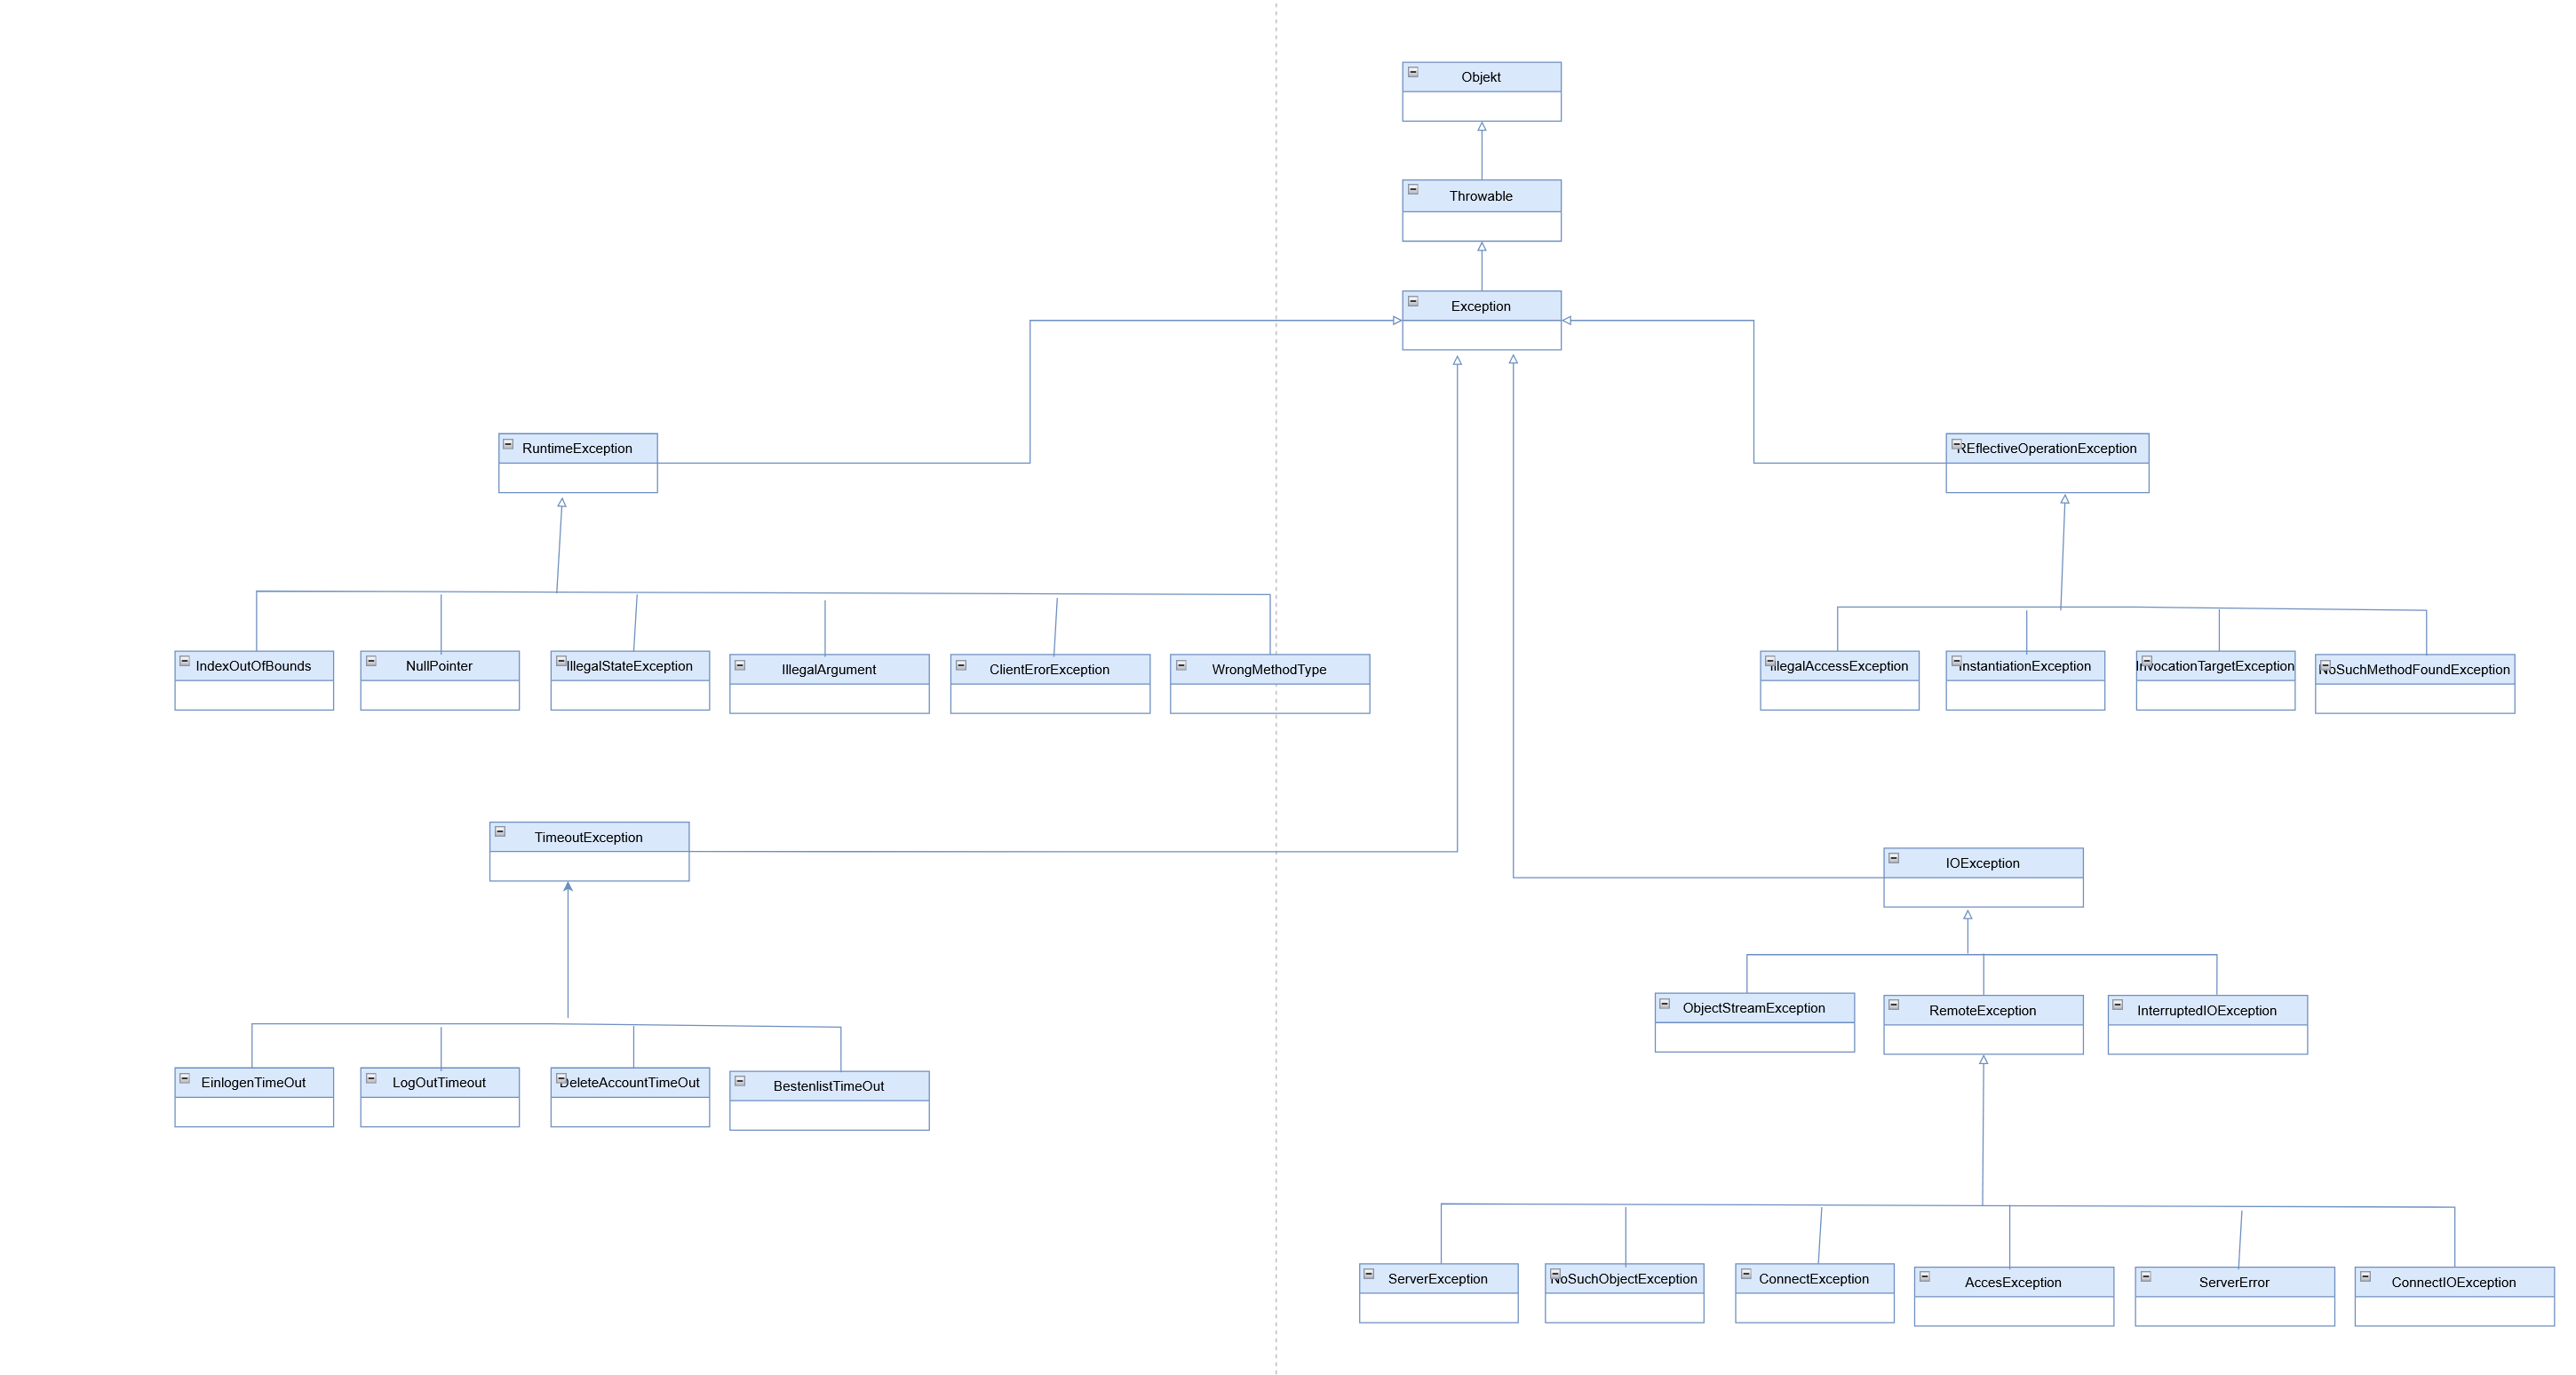 Objekt
Throwable
Exception
RuntimeException
REflectiveOperationException
IndexOutOfBounds
NullPointer
IllegalStateException
IllegalArgument
ClientErorException
WrongMethodType
IllegalAccessException
InstantiationException
InvocationTargetException
NoSuchMethodFoundException
TimeoutException
IOException
ObjectStreamException
RemoteException
InterruptedIOException
EinlogenTimeOut
LogOutTimeout
DeleteAccountTimeOut
BestenlistTimeOut
ServerException
NoSuchObjectException
ConnectException
AccesException
ServerError
ConnectIOException